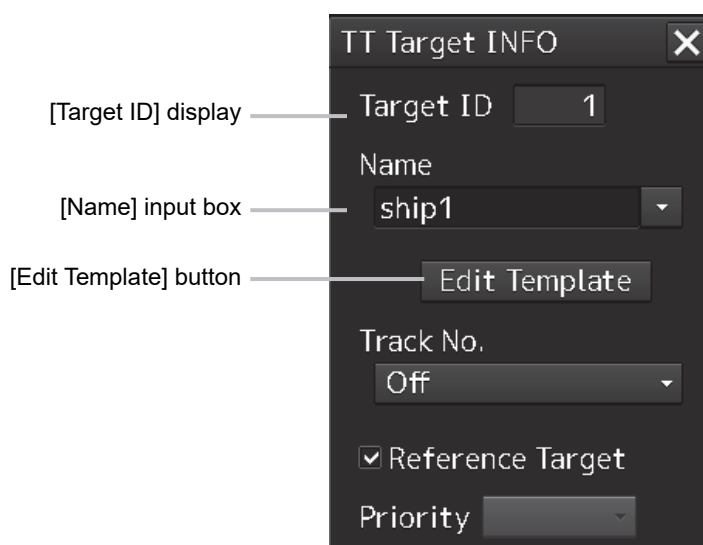 TT Target INFO
[Target ID] display
Target ID 1
Name
[Name] input box
ship1
[Edit Template] button
Edit Template
Track No.
Off
Reference Target
Priority